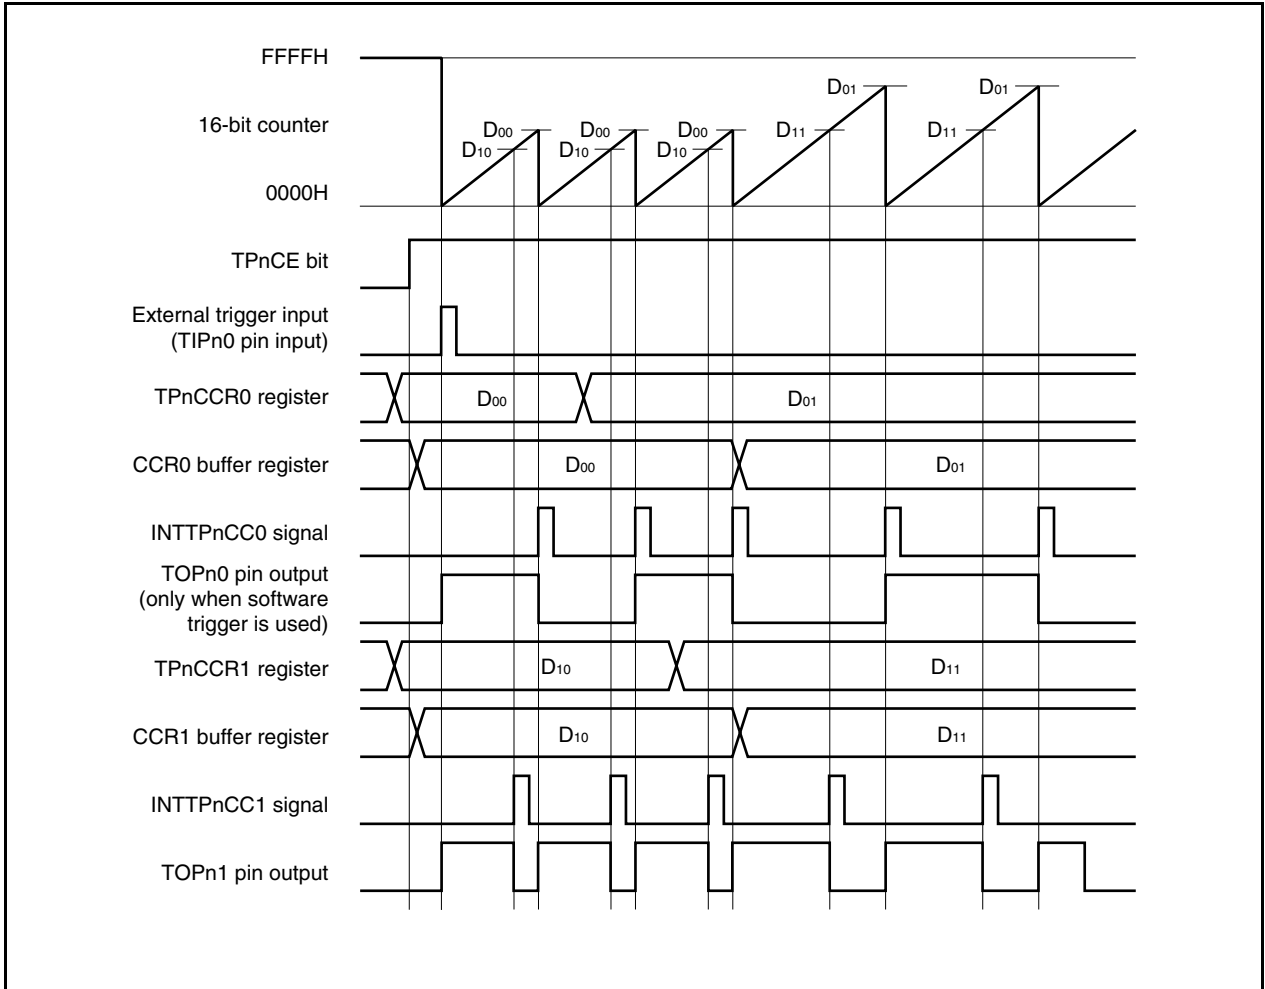 FFFFH
16-bit counter
0000H
D00
D10
D00
D10
D00
D10
D01
D11
D01
D11
TPnCE bit
External trigger input
(TIPn0 pin input)
TPnCCR0 register
D00
D01
CCR0 buffer register
D00
D01
INTTPnCC0 signal
TOPn0 pin output
(only when software
trigger is used)
TPnCCR1 register
D10
D11
CCR1 buffer register
D10
D11
INTTPnCC1 signal
TOPn1 pin output